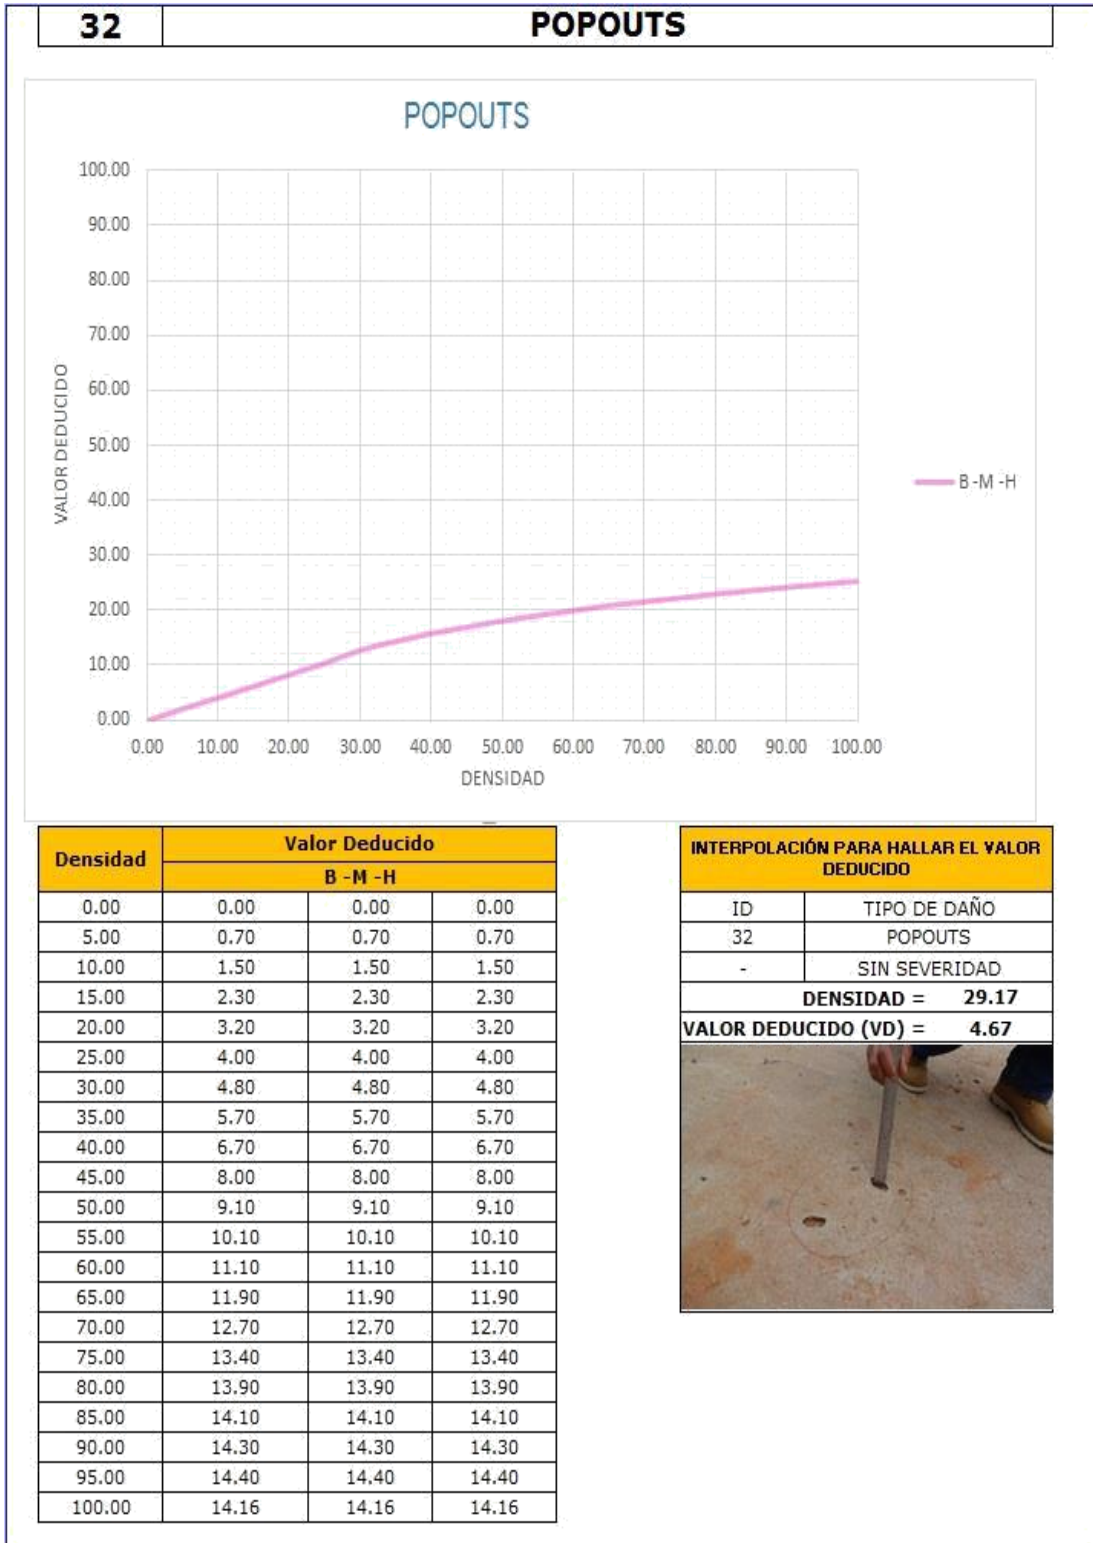 32 POPOUTS
POPOUTS
100.00
90.00
80.00
70.00
60.00
50.00
40.00
30.00
20.00
10.00
0.00
VALOR DEDUCIDO
0.00 10.00 20.00 30.00 40.00 50.00 60.00 70.00 80.00 90.00 100.00
DENSIDAD
B -M -H
Densidad Valor Deducido
B -M -H
0.00 0.00 0.00 0.00
5.00 0.70 0.70 0.70
10.00 1.50 1.50 1.50
15.00 2.30 2.30 2.30
20.00 3.20 3.20 3.20
25.00 4.00 4.00 4.00
30.00 4.80 4.80 4.80
35.00 5.70 5.70 5.70
40.00 6.70 6.70 6.70
45.00 8.00 8.00 8.00
50.00 9.10 9.10 9.10
55.00 10.10 10.10 10.10
60.00 11.10 11.10 11.10
65.00 11.90 11.90 11.90
70.00 12.70 12.70 12.70
75.00 13.40 13.40 13.40
80.00 13.90 13.90 13.90
85.00 14.10 14.10 14.10
90.00 14.30 14.30 14.30
95.00 14.40 14.40 14.40
100.00 14.16 14.16 14.16
INTERPOLACIÓN PARA HALLAR EL VALOR
DEDUCIDO
ID TIPO DE DAÑO
32 POPOUTS
- SIN SEVERIDAD
DENSIDAD = 29.17
VALOR DEDUCIDO (VD) = 4.67